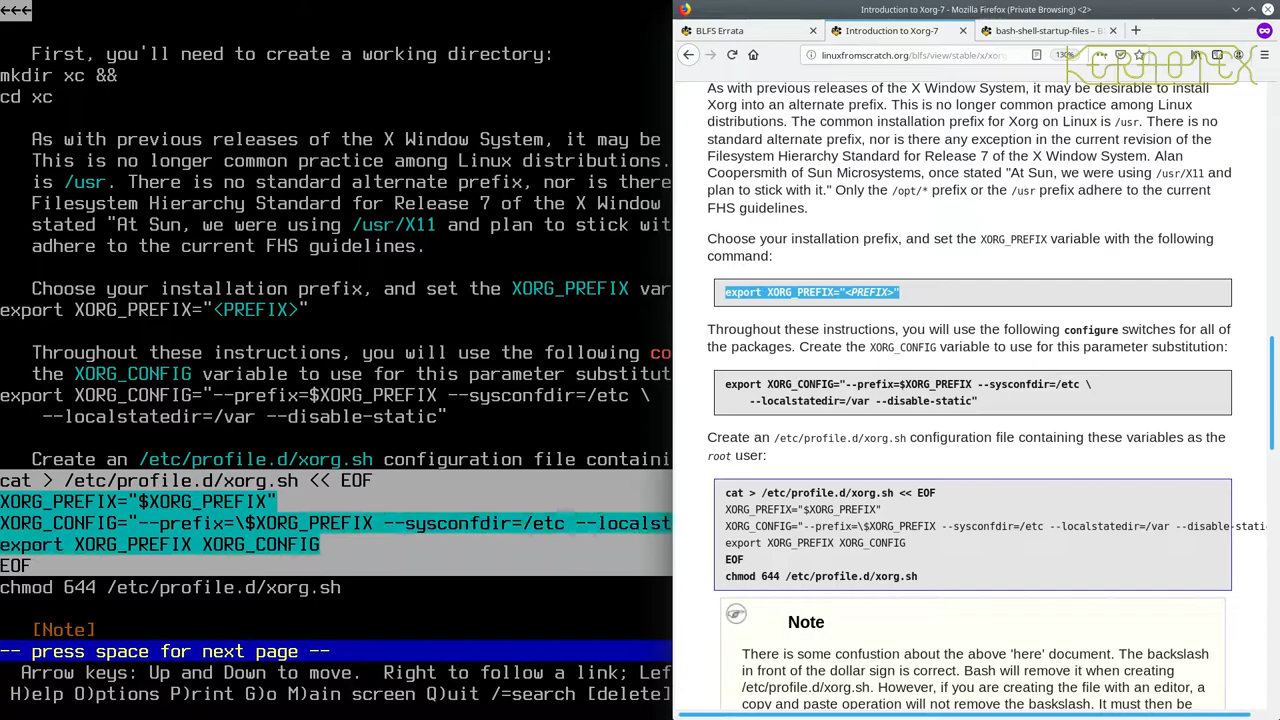 ←←←
First, you'll need to create a working directory:
mkdir xc &&
cd xc
As with previous releases of the X Window System, it may be
This is no longer common practice among Linux distributions.
is /usr. There is no standard alternate prefix, nor is there
Filesystem Hierarchy Standard for Release 7 of the X Window
stated "At Sun, we were using /usr/X11 and plan to stick wit
adhere to the current FHS guidelines.
Choose your installation prefix, and set the XORG_PREFIX var
export XORG_PREFIX="<PREFIX>"
Throughout these instructions, you will use the following co
the XORG_CONFIG variable to use for this parameter substitut
export XORG_CONFIG="--prefix=$XORG_PREFIX --sysconfdir=/etc \
--localstatedir=/var --disable-static"
Create an /etc/profile.d/xorg.sh configuration file containi
cat > /etc/profile.d/xorg.sh << EOF
XORG_PREFIX="$XORG_PREFIX"
XORG_CONFIG="--prefix=\$XORG_PREFIX --sysconfdir=/etc --localst
export XORG_PREFIX XORG_CONFIG
EOF
chmod 644 /etc/profile.d/xorg.sh
[Note]
-- press space for next page --
Arrow keys: Up and Down to move.  Right to follow a link; Lef
H)elp O)ptions P)rint G)o M)ain screen Q)uit /=search [delete]
Introduction to Xorg-7 - Mozilla Firefox (Private Browsing) <2>
BLFS Errata
Introduction to Xorg-7
bash-shell-startup-files – BL
linuxfromscratch.org/blfs/view/stable/x/xorg
130%
As with previous releases of the X Window System, it may be desirable to install
Xorg into an alternate prefix. This is no longer common practice among Linux
distributions. The common installation prefix for Xorg on Linux is /usr. There is no
standard alternate prefix, nor is there any exception in the current revision of the
Filesystem Hierarchy Standard for Release 7 of the X Window System. Alan
Coopersmith of Sun Microsystems, once stated "At Sun, we were using /usr/X11 and
plan to stick with it." Only the /opt/* prefix or the /usr prefix adhere to the current
FHS guidelines.
Choose your installation prefix, and set the XORG_PREFIX variable with the following
command:
export XORG_PREFIX="<PREFIX>"
Throughout these instructions, you will use the following configure switches for all of
the packages. Create the XORG_CONFIG variable to use for this parameter substitution:
export XORG_CONFIG="--prefix=$XORG_PREFIX --sysconfdir=/etc \
--localstatedir=/var --disable-static"
Create an /etc/profile.d/xorg.sh configuration file containing these variables as the
root user:
cat > /etc/profile.d/xorg.sh << EOF
XORG_PREFIX="$XORG_PREFIX"
XORG_CONFIG="--prefix=\$XORG_PREFIX --sysconfdir=/etc --localstatedir=/var --disable-stati
export XORG_PREFIX XORG_CONFIG
EOF
chmod 644 /etc/profile.d/xorg.sh
Note
There is some confustion about the above 'here' document. The backslash
in front of the dollar sign is correct. Bash will remove it when creating
/etc/profile.d/xorg.sh. However, if you are creating the file with an editor, a
copy and paste operation will not remove the backslash. It must then be